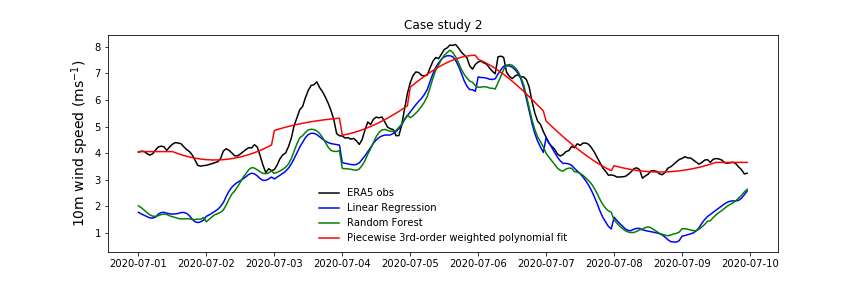 Case study 2
10m wind speed (ms⁻¹)
8
7
6
5
4
3
2
1
ERA5 obs
Linear Regression
Random Forest
Piecewise 3rd-order weighted polynomial fit
2020-07-01 2020-07-02 2020-07-03 2020-07-04 2020-07-05 2020-07-06 2020-07-07 2020-07-08 2020-07-09 2020-07-10